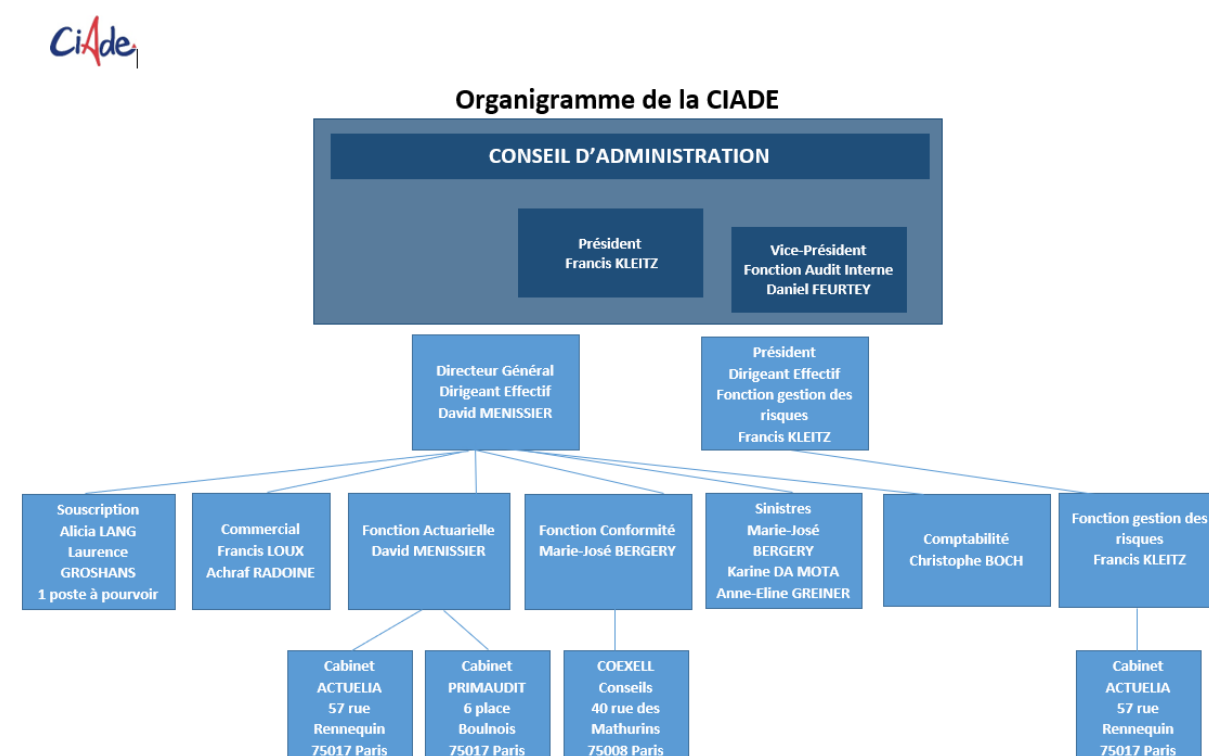 CiAde
Organigramme de la CIADE
CONSEIL D'ADMINISTRATION
Président
Francis KLEITZ
Vice-Président
Fonction Audit Interne
Daniel FEURTEY
Directeur Général
Dirigeant Effectif
David MENISSIER
Président
Dirigeant Effectif
Fonction gestion des
risques
Francis KLEITZ
Souscription
Alicia LANG
Laurence
GROSHANS
1 poste à pourvoir
Commercial
Francis LOUX
Achraf RADOINE
Fonction Actuarielle
David MENISSIER
Fonction Conformité
Marie-José BERGERY
Sinistres
Marie-José
BERGERY
Karine DA MOTA
Anne-Eline GREINER
Comptabilité
Christophe BOCH
Fonction gestion des
risques
Francis KLEITZ
Cabinet
ACTUELIA
57 rue
Rennequin
75017 Paris
Cabinet
PRIMAUDIT
6 place
Boulnois
75017 Paris
COEXELL
Conseils
40 rue des
Mathurins
75008 Paris
Cabinet
ACTUELIA
57 rue
Rennequin
75017 Paris